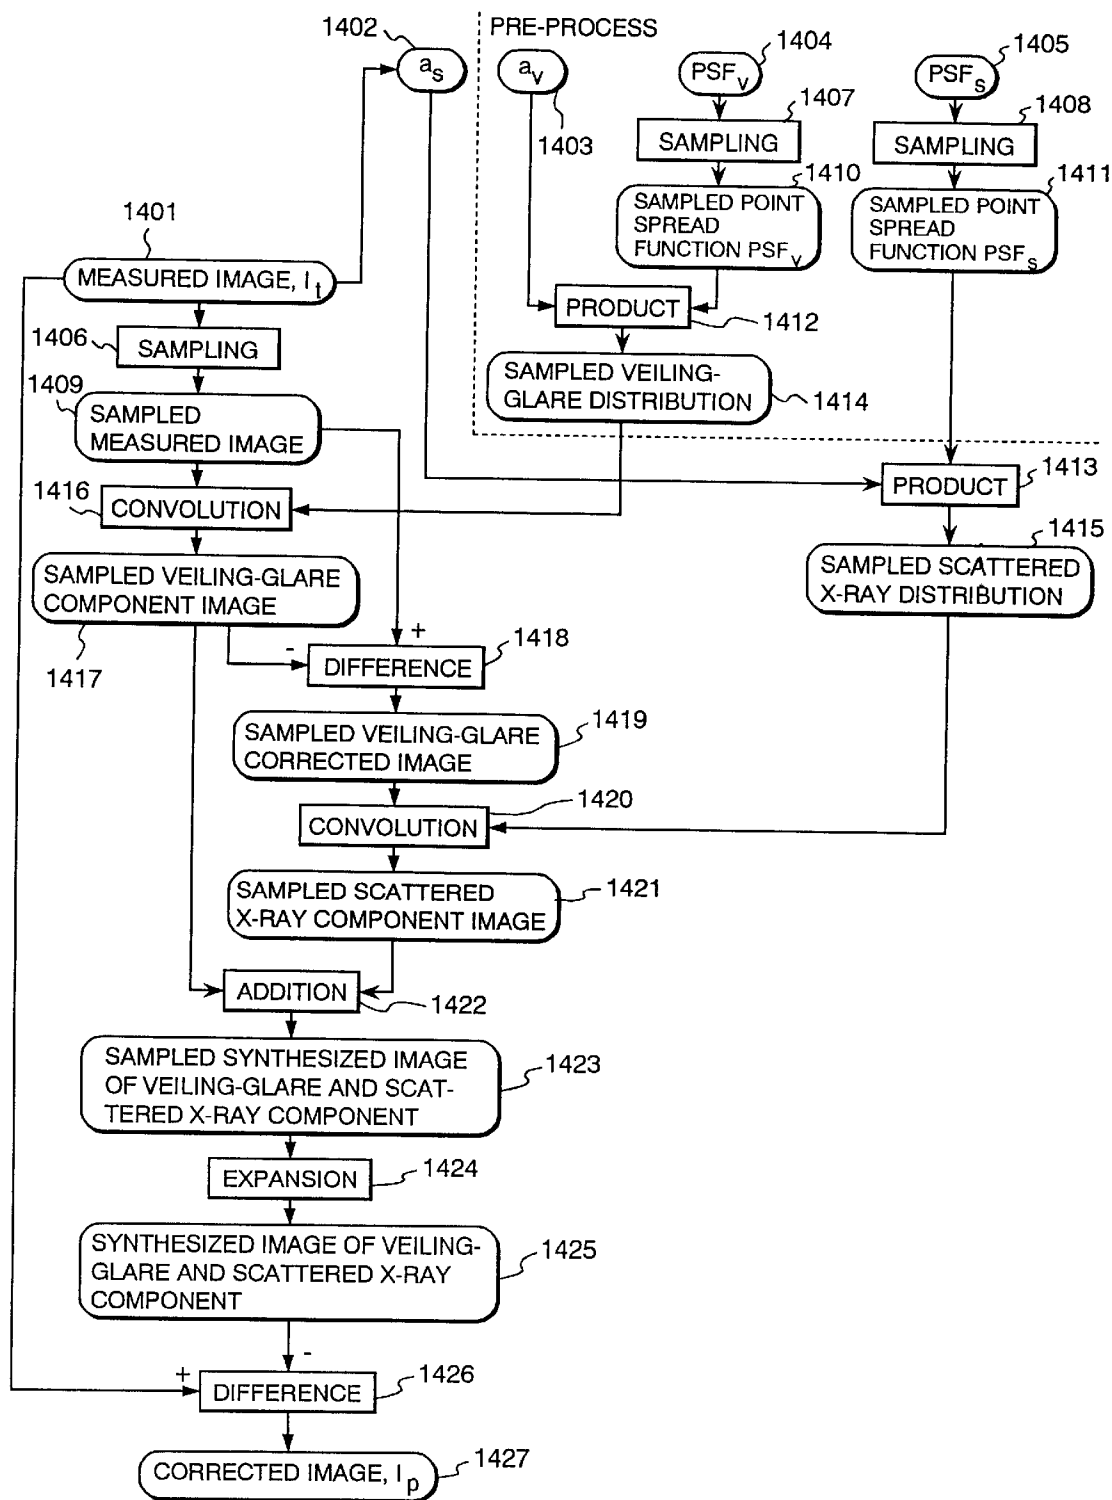 PRE-PROCESS
1402
a_s
a_v
1403
PSF_v
1404
PSF_s
1405
1407
SAMPLING
1408
SAMPLING
1410
SAMPLED POINT
SPREAD
FUNCTION PSF_v
1411
SAMPLED POINT
SPREAD
FUNCTION PSF_s
1401
MEASURED IMAGE, I_t
1406
SAMPLING
PRODUCT
1412
1409
SAMPLED
MEASURED IMAGE
SAMPLED VEILING-
GLARE DISTRIBUTION
1414
1413
PRODUCT
1416
CONVOLUTION
1415
SAMPLED SCATTERED
X-RAY DISTRIBUTION
SAMPLED VEILING-GLARE
COMPONENT IMAGE
1417
+
-
1418
DIFFERENCE
1419
SAMPLED VEILING-GLARE
CORRECTED IMAGE
1420
CONVOLUTION
1421
SAMPLED SCATTERED
X-RAY COMPONENT IMAGE
ADDITION
1422
SAMPLED SYNTHESIZED IMAGE
OF VEILING-GLARE AND SCAT-
TERED X-RAY COMPONENT
1423
EXPANSION
1424
SYNTHESIZED IMAGE OF VEILING-
GLARE AND SCATTERED X-RAY
COMPONENT
1425
+
-
DIFFERENCE
1426
CORRECTED IMAGE, I_p
1427